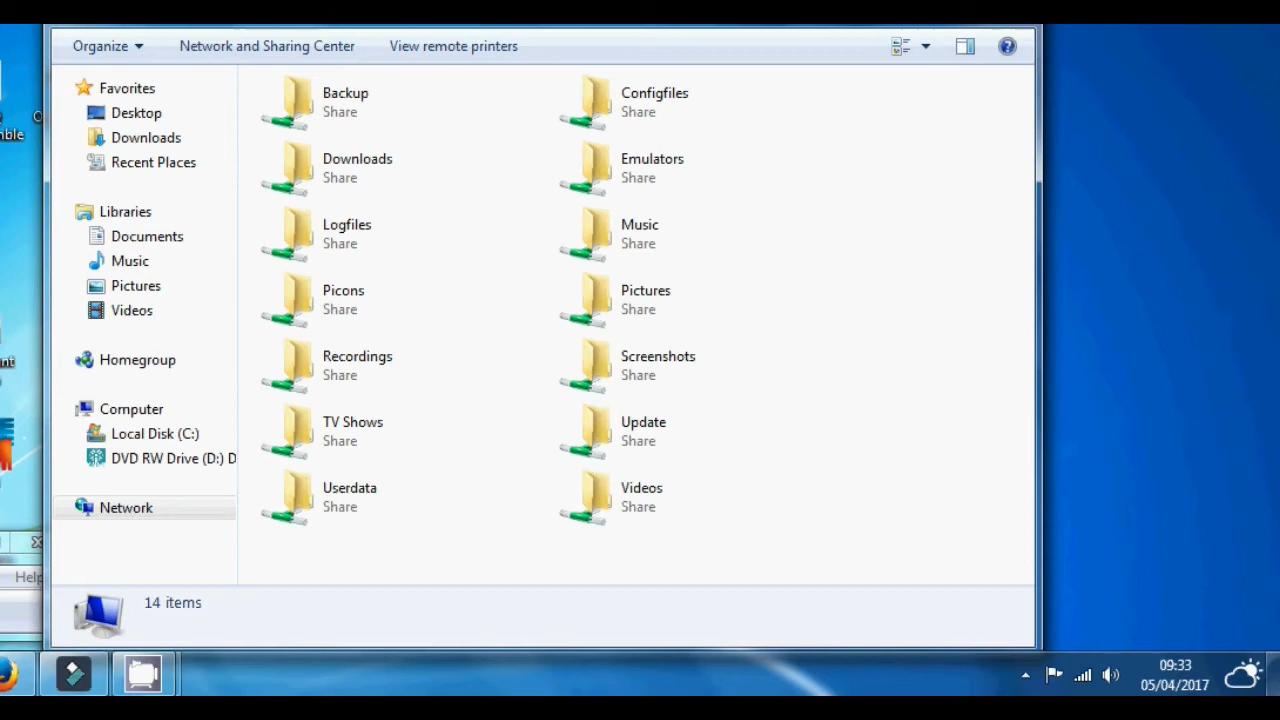 Organize
Network and Sharing Center
View remote printers
Favorites
Desktop
Downloads
Recent Places
Libraries
Documents
Music
Pictures
Videos
Homegroup
Computer
Local Disk (C:)
DVD RW Drive (D:) D
Network
Backup
Share
Configfiles
Share
Downloads
Share
Emulators
Share
Logfiles
Share
Music
Share
Picons
Share
Pictures
Share
Recordings
Share
Screenshots
Share
TV Shows
Share
Update
Share
Userdata
Share
Videos
Share
14 items
Help
09:33
05/04/2017